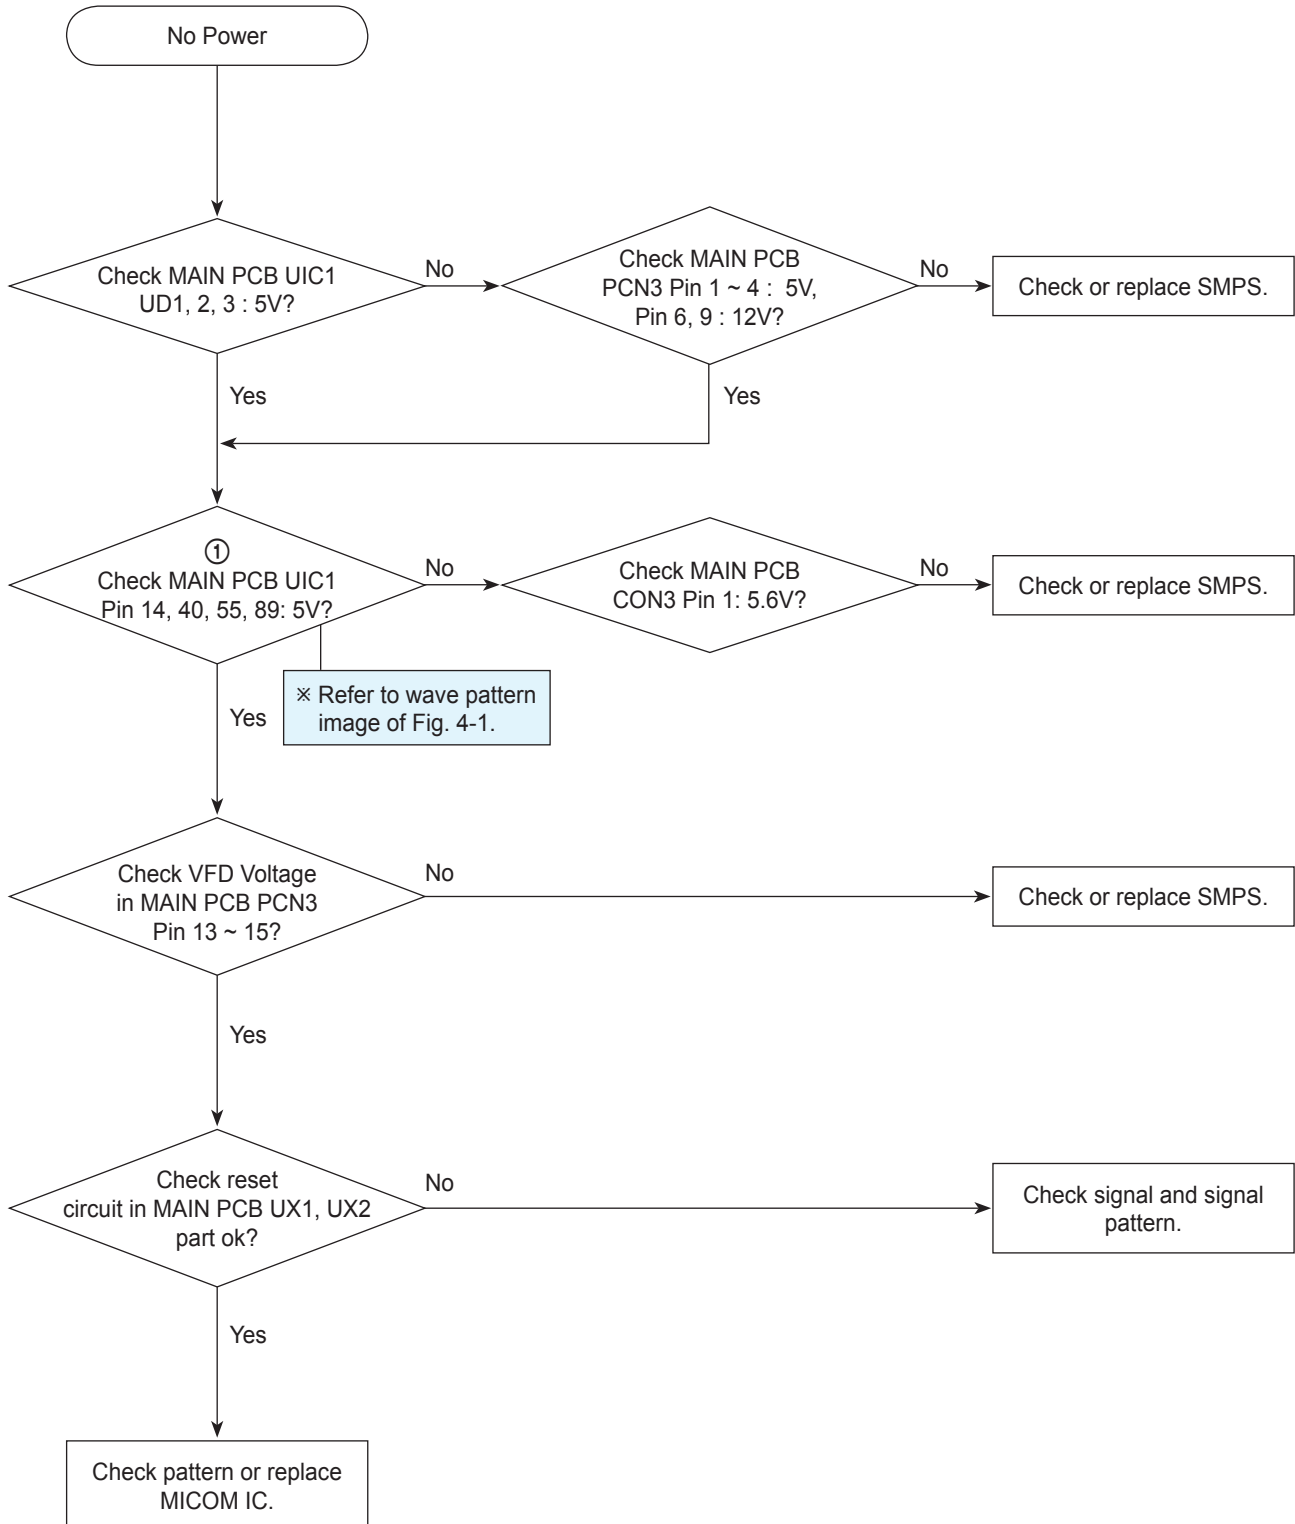 No Power
Check MAIN PCB UIC1
UD1, 2, 3 : 5V?
No
Check MAIN PCB
PCN3 Pin 1 ~ 4 :  5V,
Pin 6, 9 : 12V?
No
Check or replace SMPS.
Yes
Yes
①
Check MAIN PCB UIC1
Pin 14, 40, 55, 89: 5V?
No
Check MAIN PCB
CON3 Pin 1: 5.6V?
No
Check or replace SMPS.
※ Refer to wave pattern
image of Fig. 4-1.
Yes
Check VFD Voltage
in MAIN PCB PCN3
Pin 13 ~ 15?
No
Check or replace SMPS.
Yes
Check reset
circuit in MAIN PCB UX1, UX2
part ok?
No
Check signal and signal
pattern.
Yes
Check pattern or replace
MICOM IC.